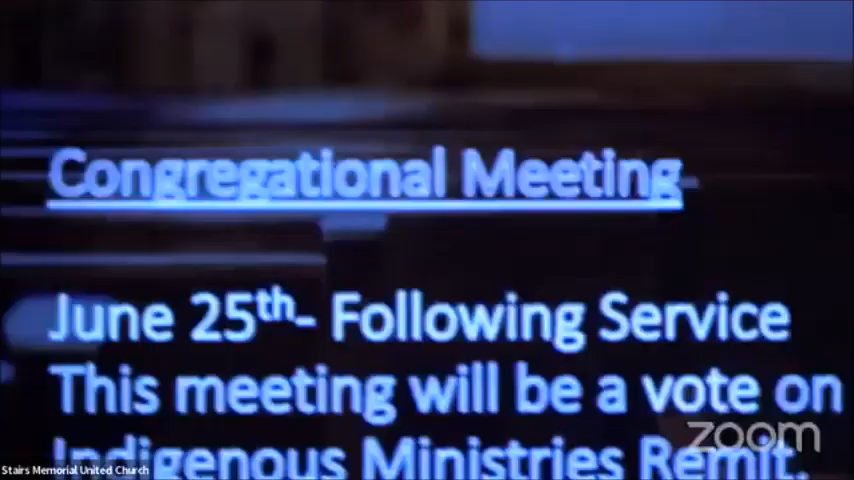 Congregational Meeting
June 25th- Following Service
This meeting will be a vote on
Indigenous Ministries Remit.
zoom
Stairs Memorial United Church